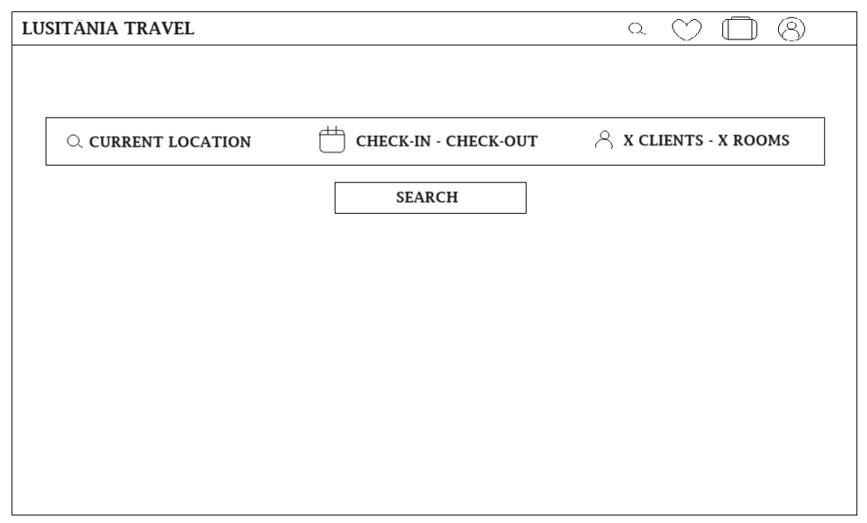 LUSITÂNIA TRAVEL
CURRENT LOCATION
CHECK-IN - CHECK-OUT
X CLIENTS - X ROOMS
SEARCH